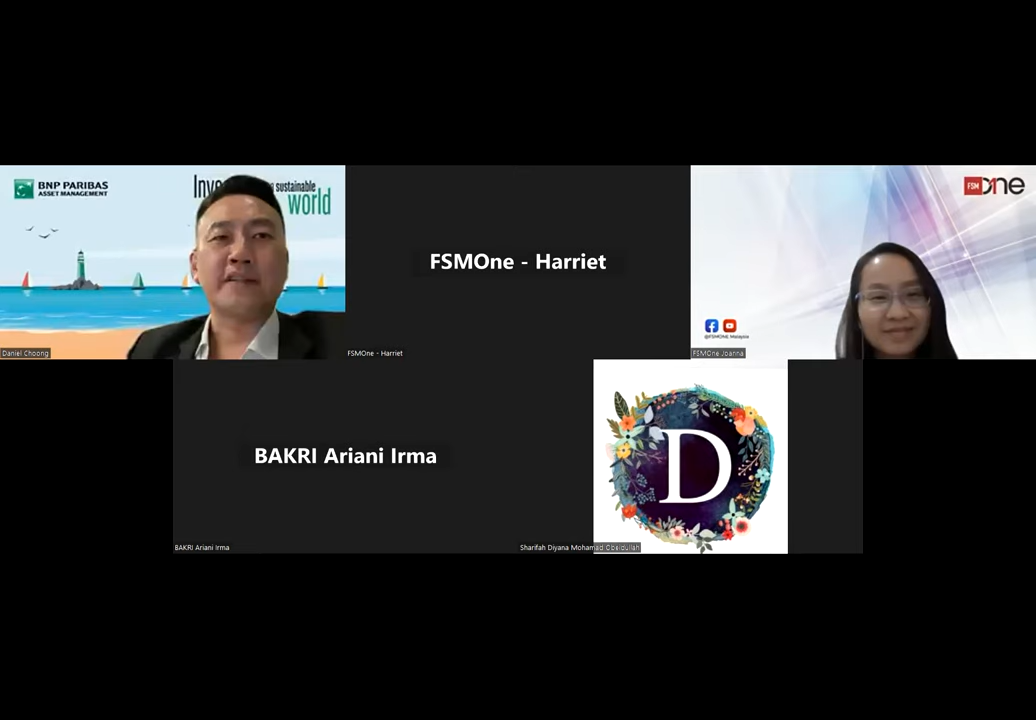 BNP PARIBAS
ASSET MANAGEMENT
sustainable
world
Daniel Choong
FSMOne - Harriet
FSMOne - Harriet
FSM One
@FSMONE Malaysia
FSMOne Joanna
BAKRI Ariani Irma
BAKRI Ariani Irma
D
Sharifah Diyana Mohamad Obeidullah